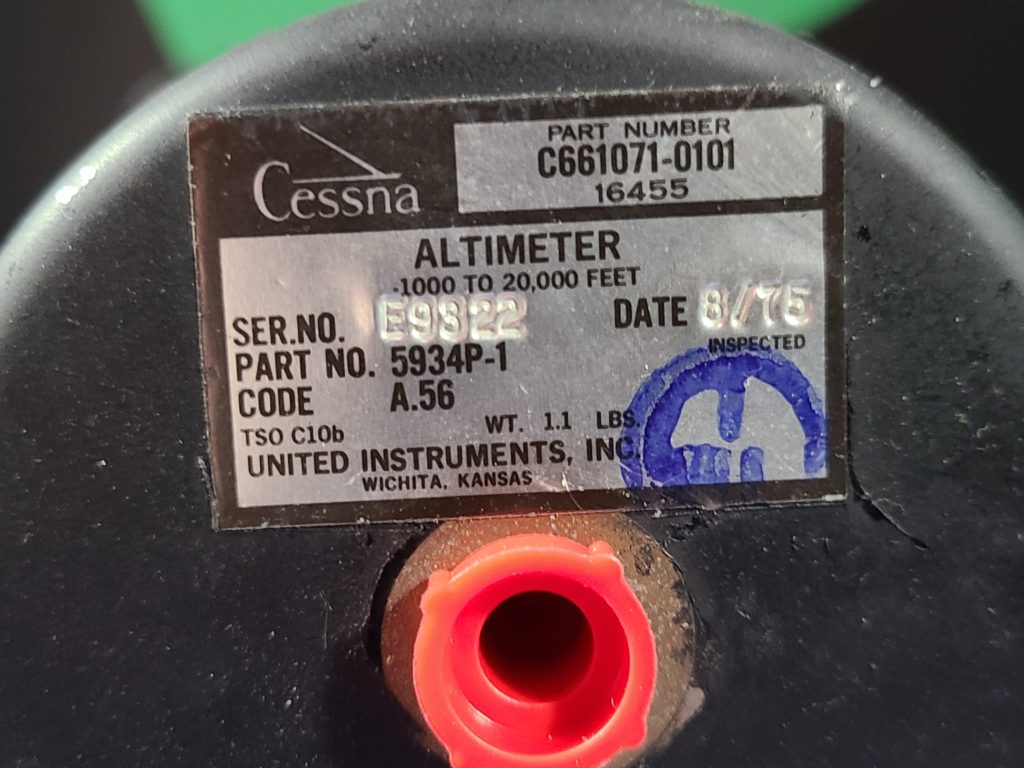 Cessna
PART NUMBER
C661071-0101
16455
ALTIMETER
-1000 TO 20,000 FEET
SER.NO. E9322 DATE 8/75
INSPECTED
PART NO. 5934P-1
CODE A.56
WT. 1.1 LBS.
TSO C10b
UNITED INSTRUMENTS, INC.
WICHITA, KANSAS